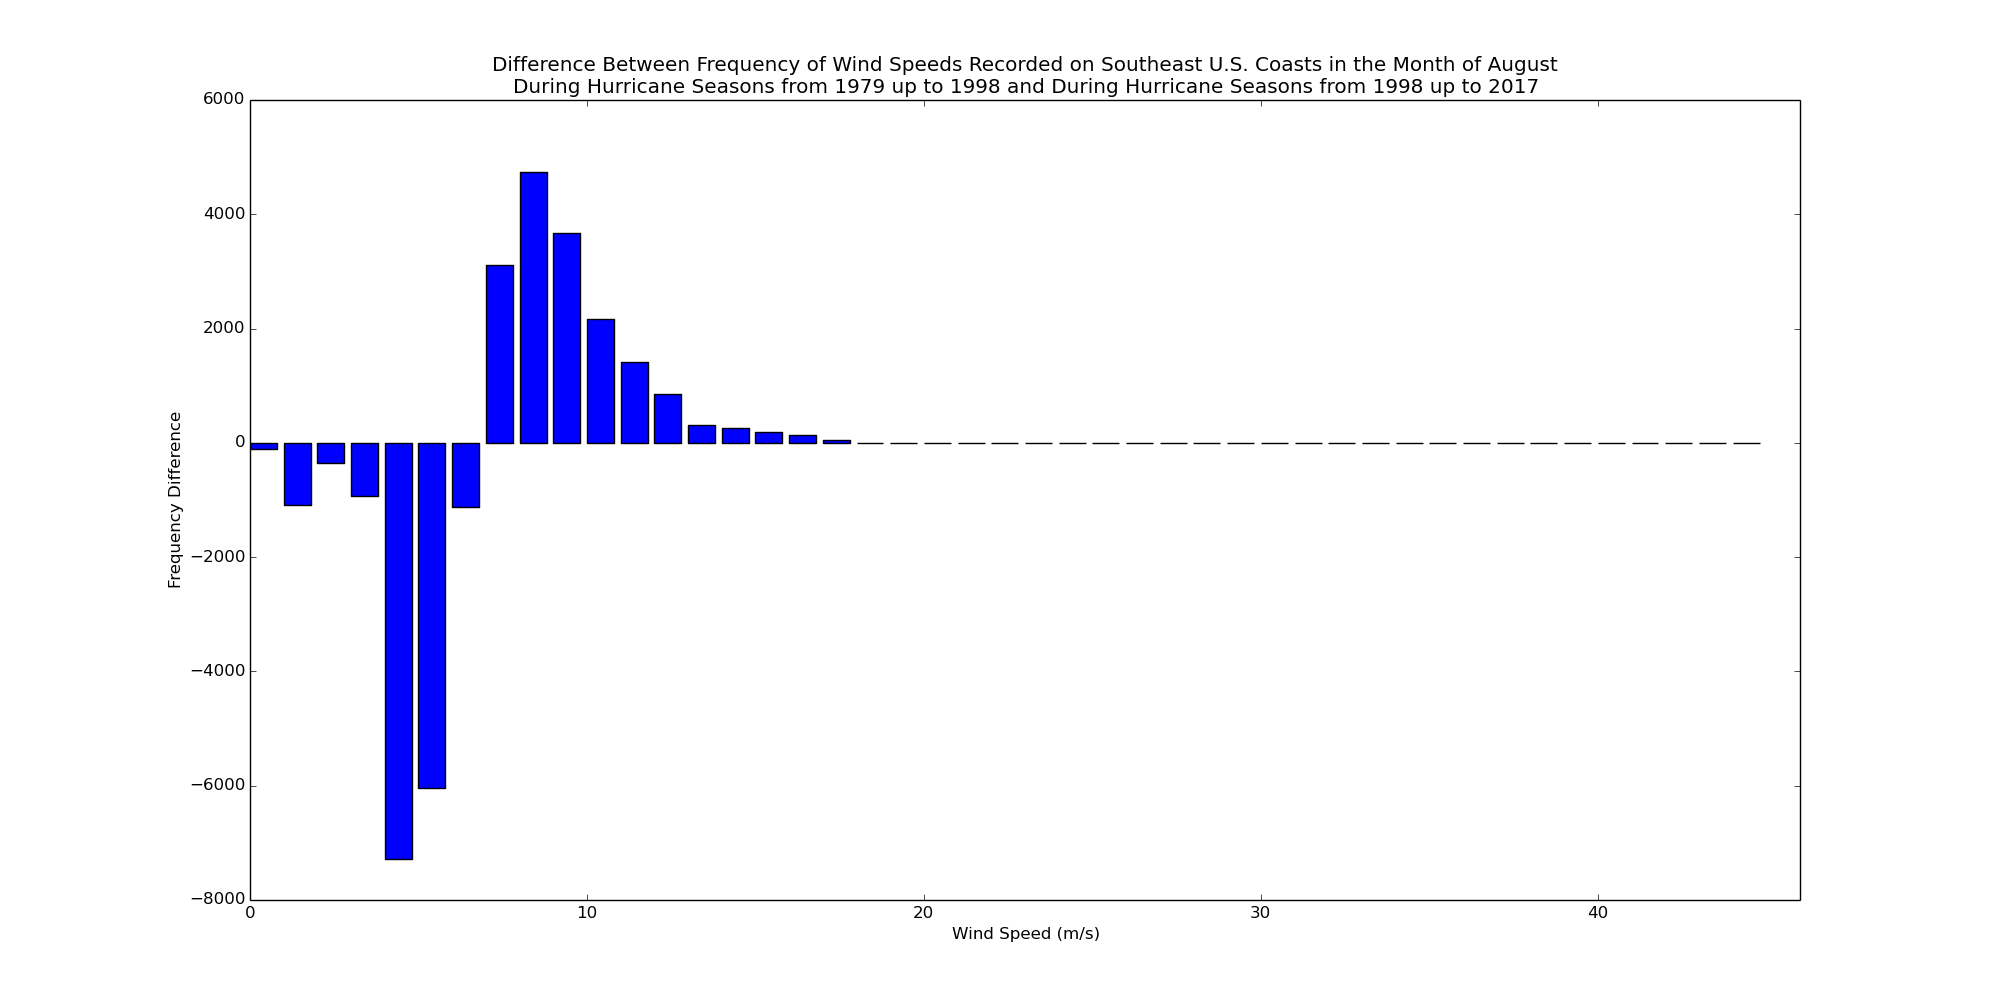 Difference Between Frequency of Wind Speeds Recorded on Southeast U.S. Coasts in the Month of August
During Hurricane Seasons from 1979 up to 1998 and During Hurricane Seasons from 1998 up to 2017
6000
4000
2000
0
−2000
−4000
−6000
−8000
Frequency Difference
0 10 20 30 40
Wind Speed (m/s)